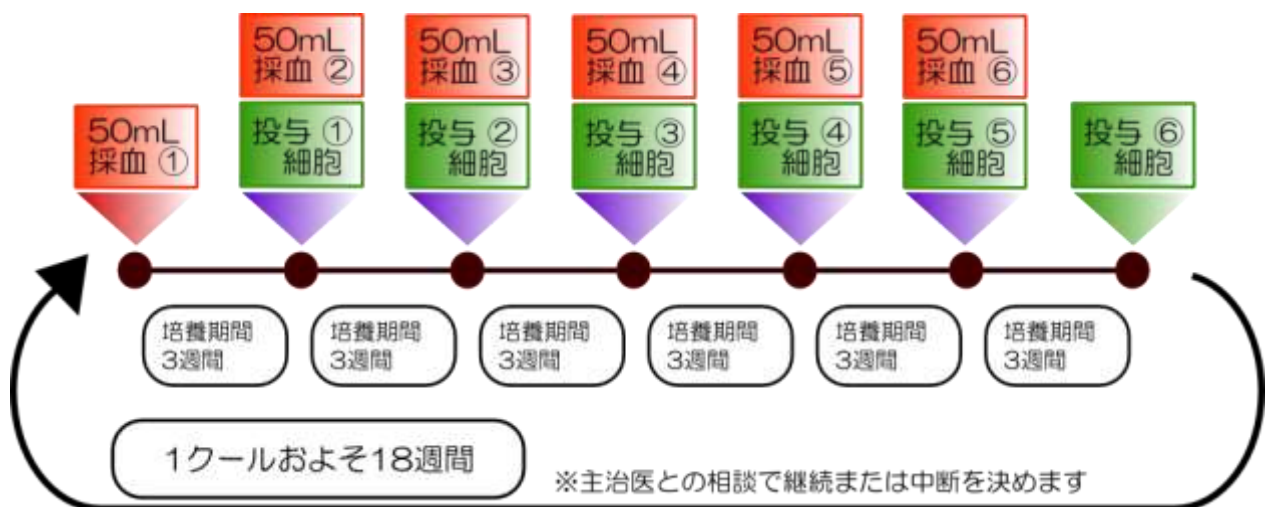 50mL
採血 ①
50mL
採血 ②
投与 ①
細胞
50mL
採血 ③
投与 ②
細胞
50mL
採血 ④
投与 ③
細胞
50mL
採血 ⑤
投与 ④
細胞
50mL
採血 ⑥
投与 ⑤
細胞
投与 ⑥
細胞
培養期間
3週間
培養期間
3週間
培養期間
3週間
培養期間
3週間
培養期間
3週間
培養期間
3週間
1クールおよそ18週間
※主治医との相談で継続または中断を決めます